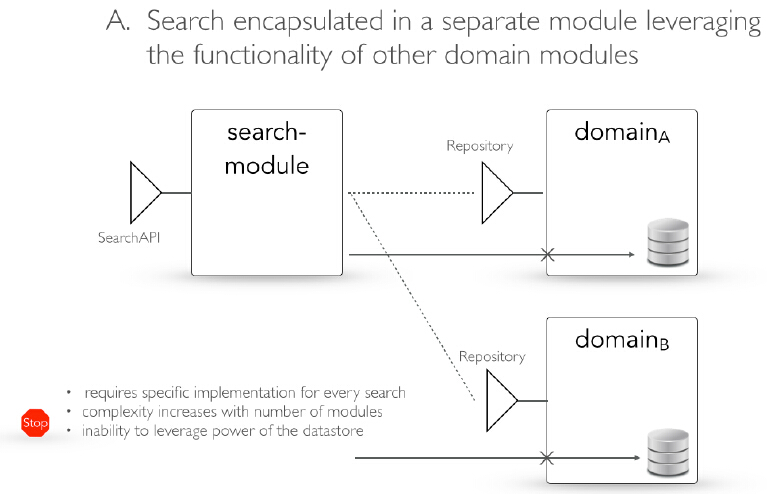 A. Search encapsulated in a separate module leveraging
the functionality of other domain modules
search-
module
SearchAPI
Repository
domainA
Repository
domainB
• requires specific implementation for every search
• complexity increases with number of modules
• inability to leverage power of the datastore
Stop